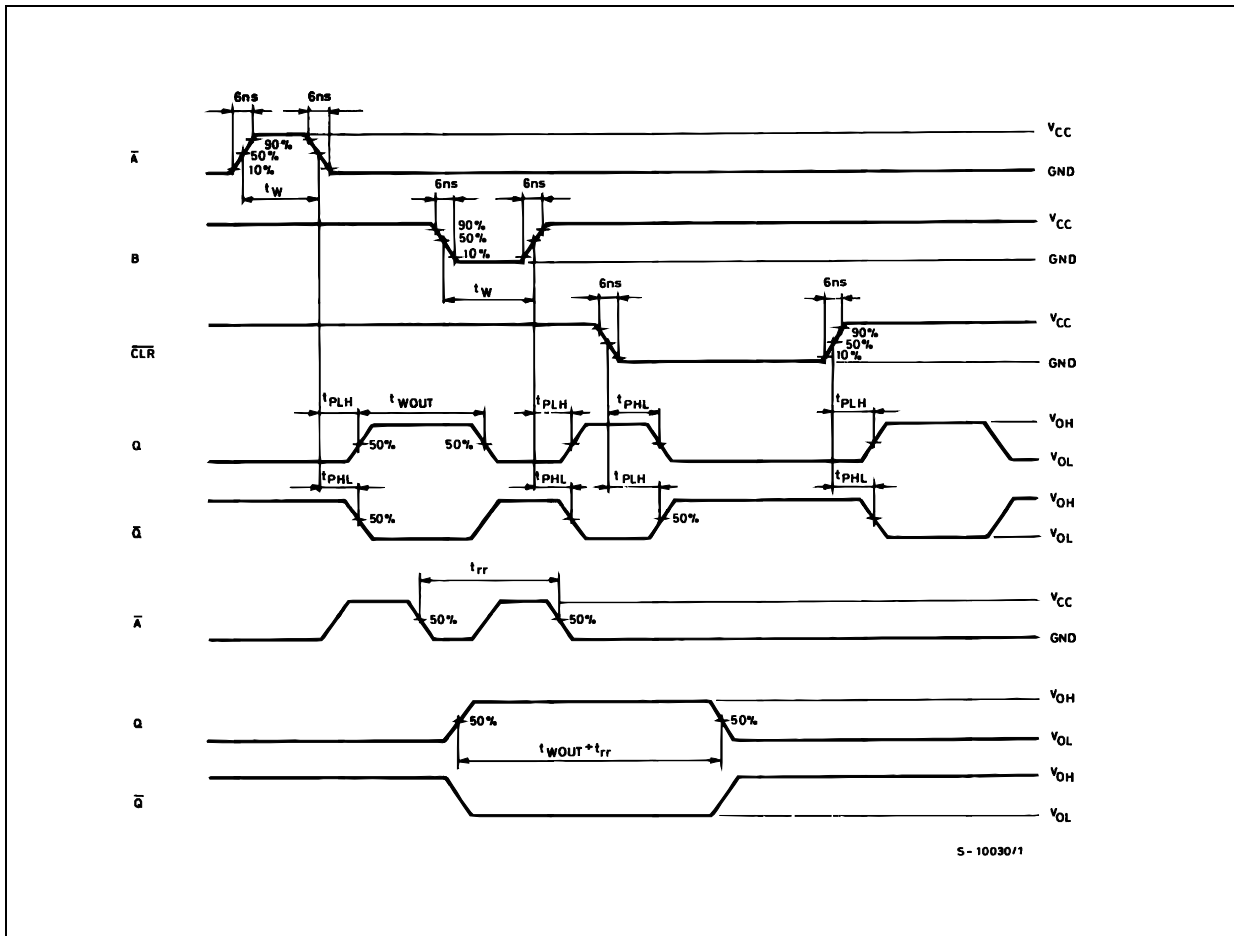 6ns 6ns
VCC
A̅ 90%
50%
10% GND
tW
6ns 6ns
VCC
90%
50%
B 10% GND
tW 6ns 6ns
VCC
90%
C̅L̅R̅ 50%
10% GND
tPLH tWOUT tPLH tPHL tPLH
VOH
Q 50% 50%
VOL
tPHL tPHL tPLH tPHL
VOH
Q̅ 50% 50%
VOL
trr
VCC
A̅ 50% 50%
GND
VOH
Q 50% 50%
VOL
tWOUT + trr
VOH
Q̅
VOL
S-10030/1